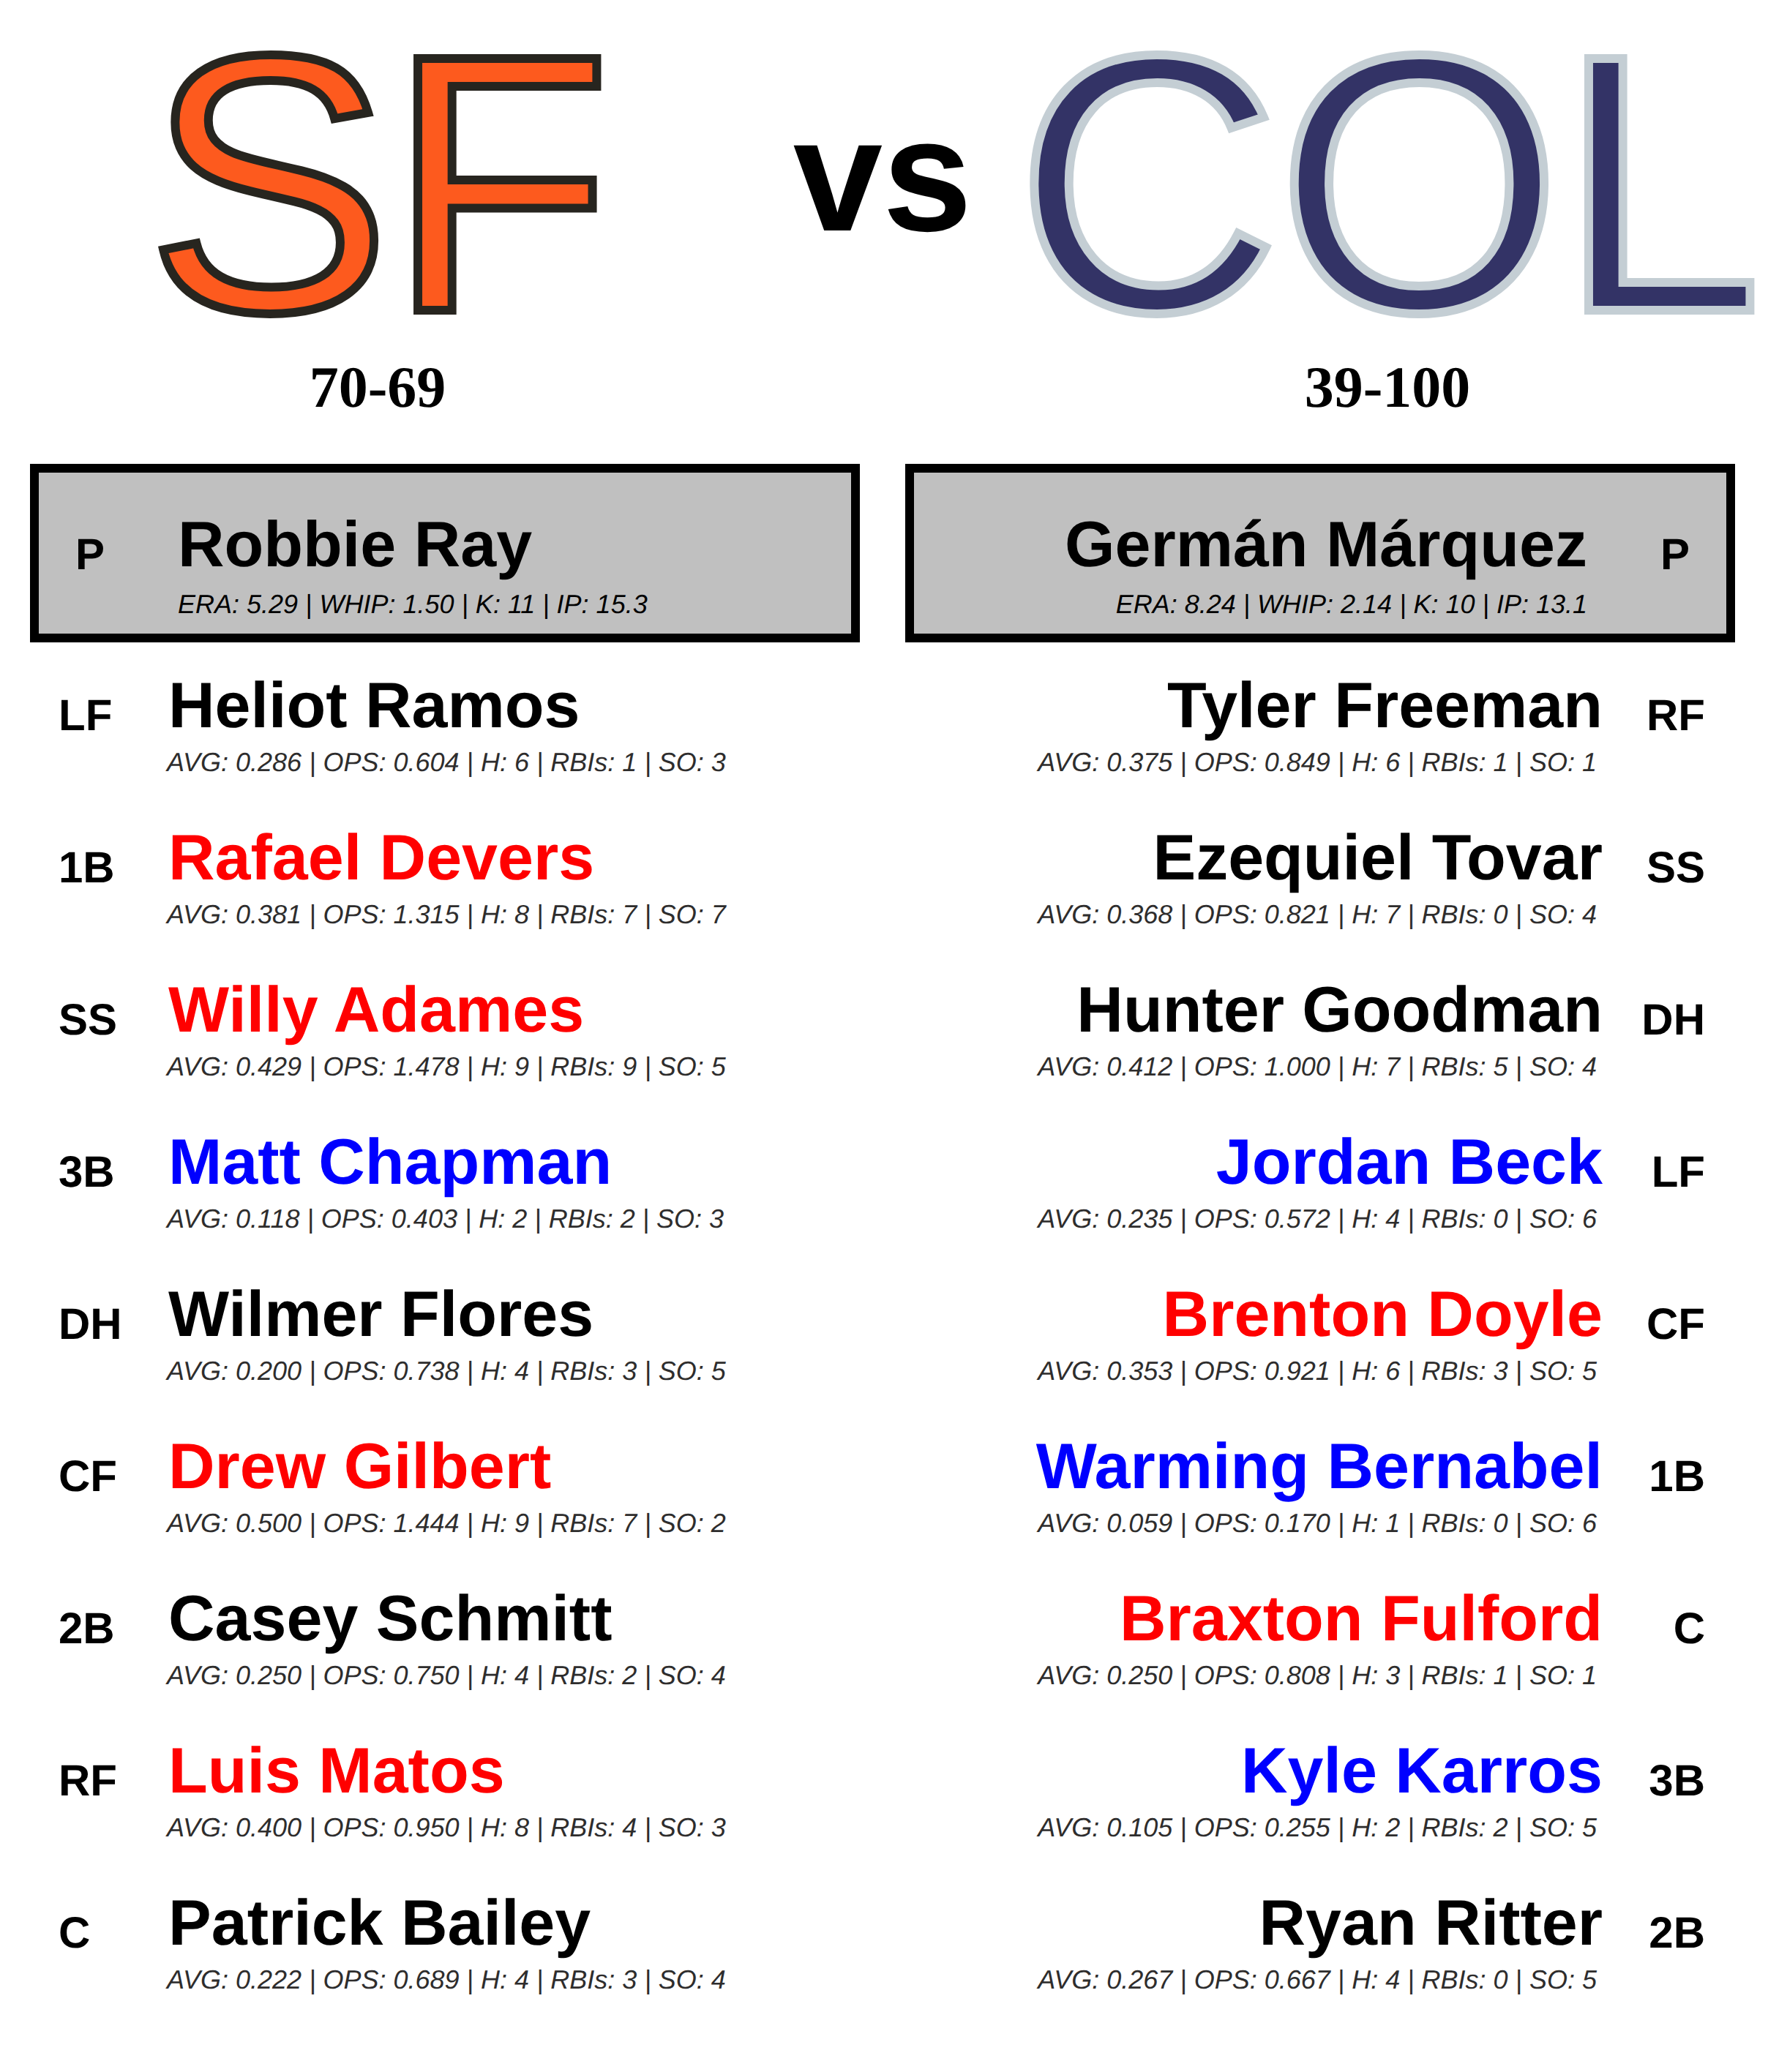 SF vs COL
70-69
39-100
P Robbie Ray
ERA: 5.29 | WHIP: 1.50 | K: 11 | IP: 15.3
Germán Márquez P
ERA: 8.24 | WHIP: 2.14 | K: 10 | IP: 13.1
LF Heliot Ramos
AVG: 0.286 | OPS: 0.604 | H: 6 | RBIs: 1 | SO: 3
1B Rafael Devers
AVG: 0.381 | OPS: 1.315 | H: 8 | RBIs: 7 | SO: 7
SS Willy Adames
AVG: 0.429 | OPS: 1.478 | H: 9 | RBIs: 9 | SO: 5
3B Matt Chapman
AVG: 0.118 | OPS: 0.403 | H: 2 | RBIs: 2 | SO: 3
DH Wilmer Flores
AVG: 0.200 | OPS: 0.738 | H: 4 | RBIs: 3 | SO: 5
CF Drew Gilbert
AVG: 0.500 | OPS: 1.444 | H: 9 | RBIs: 7 | SO: 2
2B Casey Schmitt
AVG: 0.250 | OPS: 0.750 | H: 4 | RBIs: 2 | SO: 4
RF Luis Matos
AVG: 0.400 | OPS: 0.950 | H: 8 | RBIs: 4 | SO: 3
C Patrick Bailey
AVG: 0.222 | OPS: 0.689 | H: 4 | RBIs: 3 | SO: 4
Tyler Freeman RF
AVG: 0.375 | OPS: 0.849 | H: 6 | RBIs: 1 | SO: 1
Ezequiel Tovar SS
AVG: 0.368 | OPS: 0.821 | H: 7 | RBIs: 0 | SO: 4
Hunter Goodman DH
AVG: 0.412 | OPS: 1.000 | H: 7 | RBIs: 5 | SO: 4
Jordan Beck LF
AVG: 0.235 | OPS: 0.572 | H: 4 | RBIs: 0 | SO: 6
Brenton Doyle CF
AVG: 0.353 | OPS: 0.921 | H: 6 | RBIs: 3 | SO: 5
Warming Bernabel 1B
AVG: 0.059 | OPS: 0.170 | H: 1 | RBIs: 0 | SO: 6
Braxton Fulford C
AVG: 0.250 | OPS: 0.808 | H: 3 | RBIs: 1 | SO: 1
Kyle Karros 3B
AVG: 0.105 | OPS: 0.255 | H: 2 | RBIs: 2 | SO: 5
Ryan Ritter 2B
AVG: 0.267 | OPS: 0.667 | H: 4 | RBIs: 0 | SO: 5